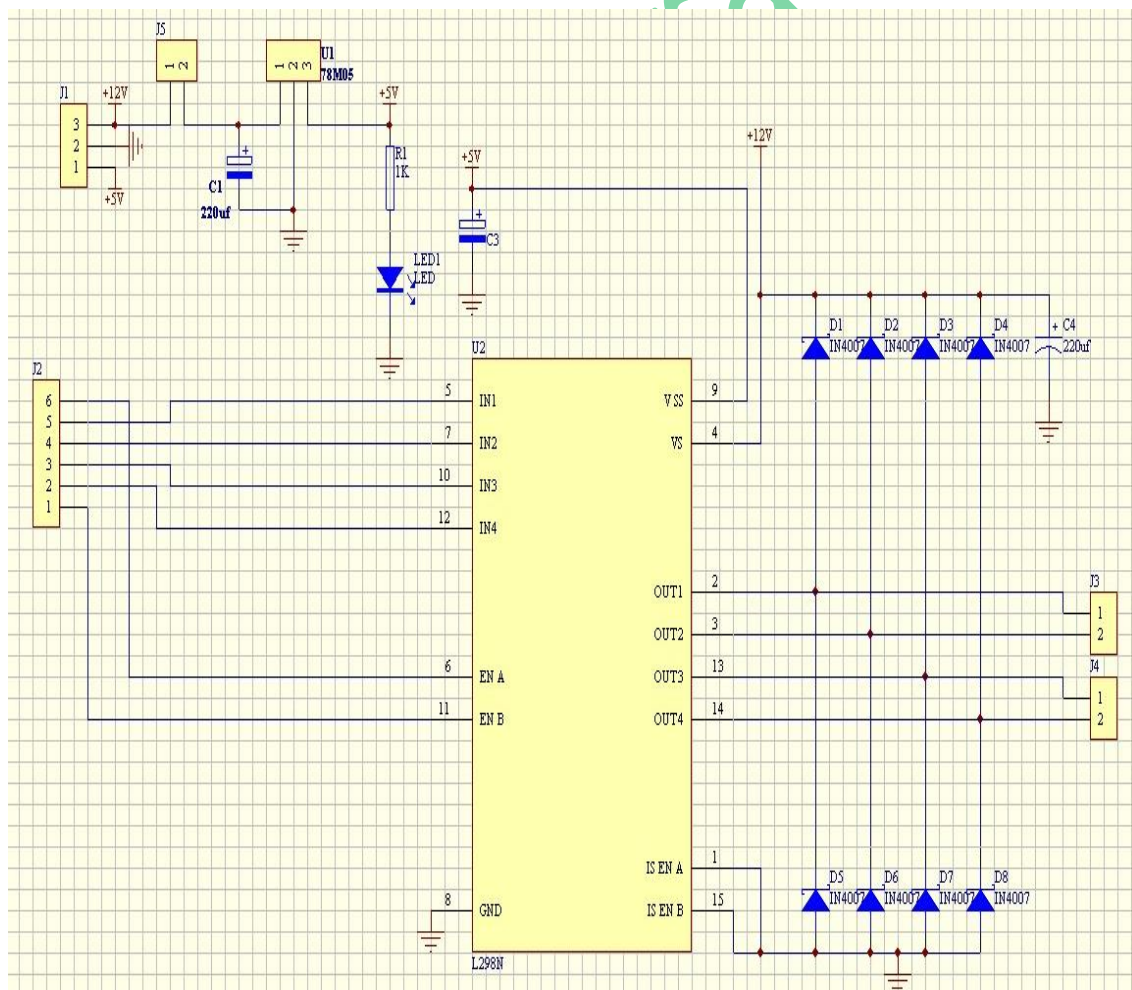 J5
1 2
U1
1 2 3
78M05
J1
+12V
3
2
1
+5V
+5V
R1
1K
C1
220uf
+
LED1
LED
+5V
+
C3
+12V
D1
IN4007
D2
IN4007
D3
IN4007
D4
IN4007
+
C4
220uf
J2
6
5
4
3
2
1
U2
5 IN1
7 IN2
10 IN3
12 IN4
6 EN A
11 EN B
8 GND
VSS 9
VS 4
OUT1 2
OUT2 3
OUT3 13
OUT4 14
IS EN A 1
IS EN B 15
L298N
J3
1
2
J4
1
2
D5
IN4007
D6
IN4007
D7
IN4007
D8
IN4007